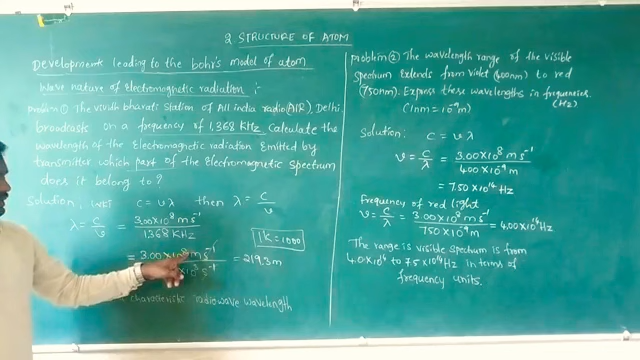 2. STRUCTURE OF ATOM
Developments leading to the bohr's model of atom
Wave nature of Electromagnetic radiation :-
problem ① The vividh bharati Station of All india radio(AIR), Delhi
broadcasts on a frequency of 1,368 KHz calculate the
wavelength of the Electromagnetic radiation Emitted by
transmitter which part of the Electromagnetic spectrum
does it belong to?
Solution, WKT C = νλ then λ = C/ν
λ = C/ν = 3.00×10⁸ m s⁻¹ / 1368 KHz
1K = 1000
= 3.00×10⁸ m s⁻¹ / s⁻¹ = 219.3m
characteristic radiowave wavelength
problem ② The wavelength range of the visible
Spectrum Extends from violet (400nm) to red
(750nm). Express these wavelengths in frequencies.
(Hz)
(1nm = 10⁻⁹ m)
Solution: C = νλ
ν = C/λ = 3.00×10⁸ m s⁻¹ / 4.00×10⁻⁹ m
= 7.50×10¹⁴ Hz
Frequency of red light
ν = C/λ = 3.00×10⁸ m s⁻¹ / 750×10⁻⁹ m = 4.00×10¹⁴ Hz
The range is visible spectrum is from
4.0×10¹⁴ to 7.5×10¹⁴ Hz in terms of
frequency units.